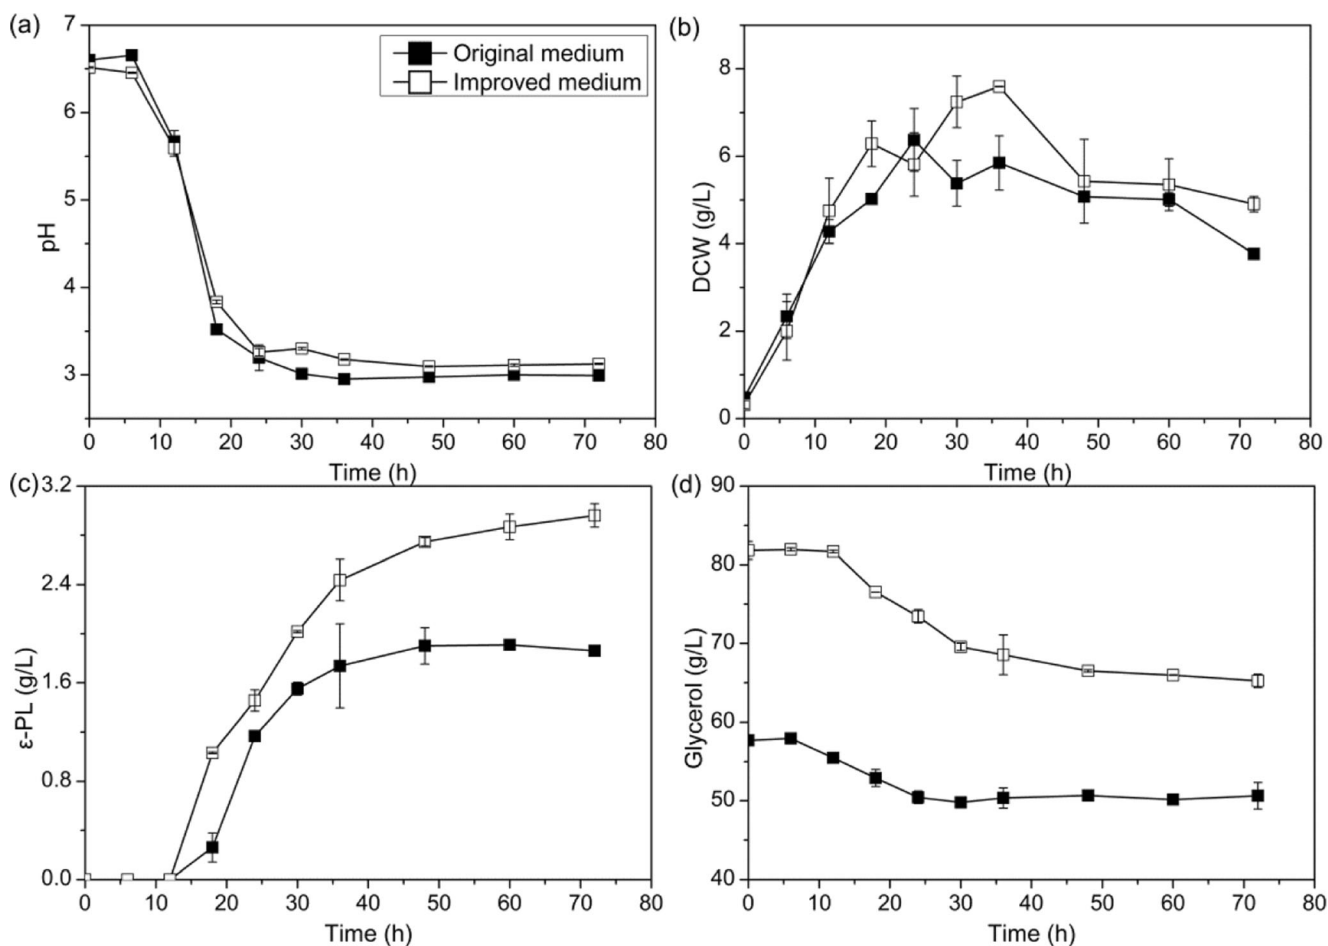 (a)
7
6
5
4
3
pH
0 10 20 30 40 50 60 70 80
Time (h)
Original medium
Improved medium
(b)
8
6
4
2
0
DCW (g/L)
0 10 20 30 40 50 60 70 80
Time (h)
(c)
3.2
2.4
1.6
0.8
0.0
ε-PL (g/L)
0 10 20 30 40 50 60 70 80
Time (h)
(d)
90
80
70
60
50
40
Glycerol (g/L)
0 10 20 30 40 50 60 70 80
Time (h)